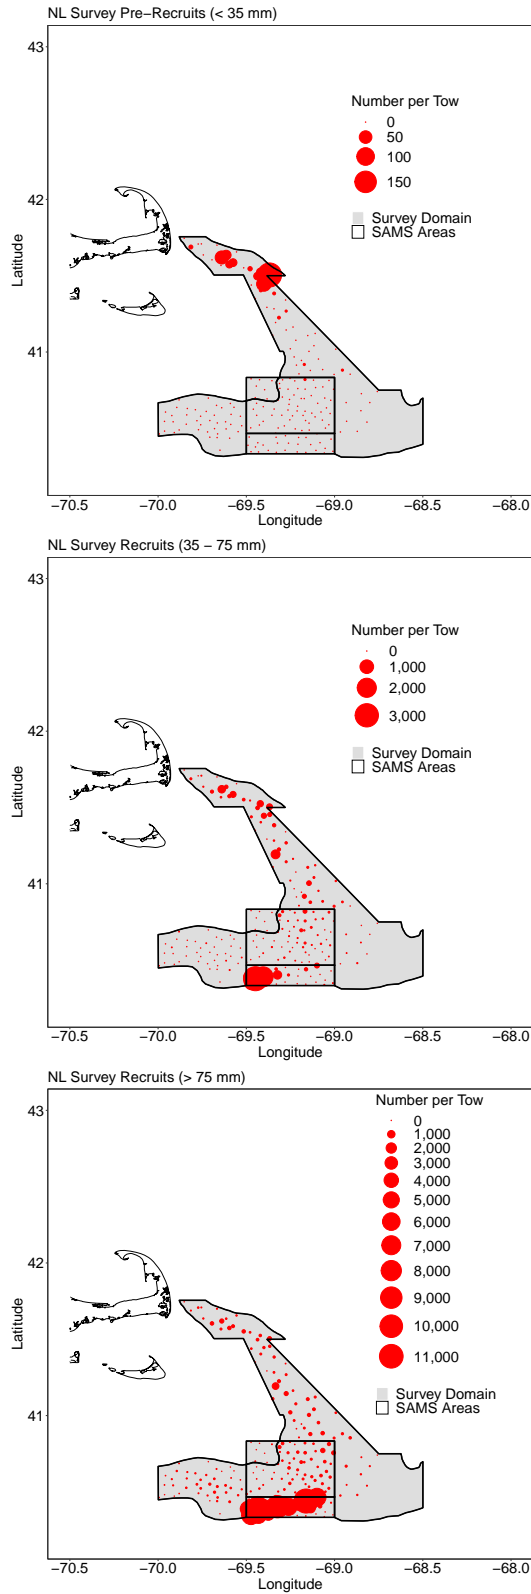 NL Survey Pre−Recruits (< 35 mm)
43
42
41
Latitude
Number per Tow
0
50
100
150
Survey Domain
SAMS Areas
−70.5 −70.0 −69.5 −69.0 −68.5 −68.0
Longitude
NL Survey Recruits (35 − 75 mm)
43
42
41
Latitude
Number per Tow
0
1,000
2,000
3,000
Survey Domain
SAMS Areas
−70.5 −70.0 −69.5 −69.0 −68.5 −68.0
Longitude
NL Survey Recruits (> 75 mm)
43
42
41
Latitude
Number per Tow
0
1,000
2,000
3,000
4,000
5,000
6,000
7,000
8,000
9,000
10,000
11,000
Survey Domain
SAMS Areas
−70.5 −70.0 −69.5 −69.0 −68.5 −68.0
Longitude